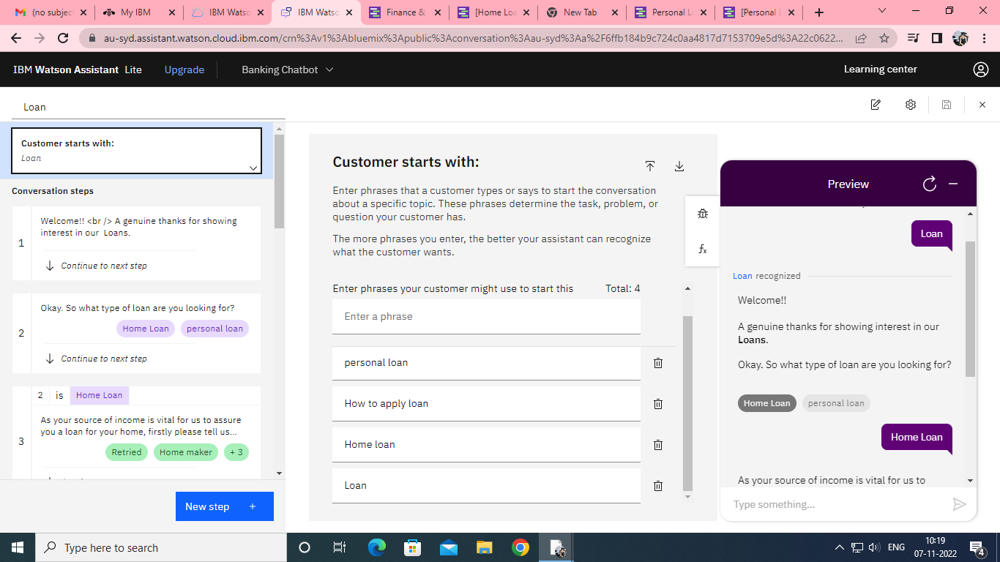 (no subjec
My IBM
IBM Watso
IBM Watso
Finance &
[Home Loa
New Tab
Personal Lo
[Personal L
au-syd.assistant.watson.cloud.ibm.com/crn%3Av1%3Abluemix%3Apublic%3Aconversation%3Aau-syd%3Aa%2F6ffb184b9c724c0aa4817d7153709e5d%3A22c0622...
IBM Watson Assistant Lite
Upgrade
Banking Chatbot
Learning center
Loan
Customer starts with:
Loan
Conversation steps
1
Welcome!! <br /> A genuine thanks for showing
interest in our Loans.
Continue to next step
2
Okay. So what type of loan are you looking for?
Home Loan
personal loan
Continue to next step
3
2 is Home Loan
As your source of income is vital for us to assure
you a loan for your home, firstly please tell us...
Retried
Home maker
+ 3
New step +
Customer starts with:
Enter phrases that a customer types or says to start the conversation
about a specific topic. These phrases determine the task, problem, or
question your customer has.
The more phrases you enter, the better your assistant can recognize
what the customer wants.
Enter phrases your customer might use to start this
Total: 4
Enter a phrase
personal loan
How to apply loan
Home loan
Loan
fx
Preview
Loan
Loan recognized
Welcome!!
A genuine thanks for showing interest in our
Loans.
Okay. So what type of loan are you looking for?
Home Loan
personal loan
Home Loan
As your source of income is vital for us to
Type something...
Type here to search
ENG
10:19
07-11-2022
4